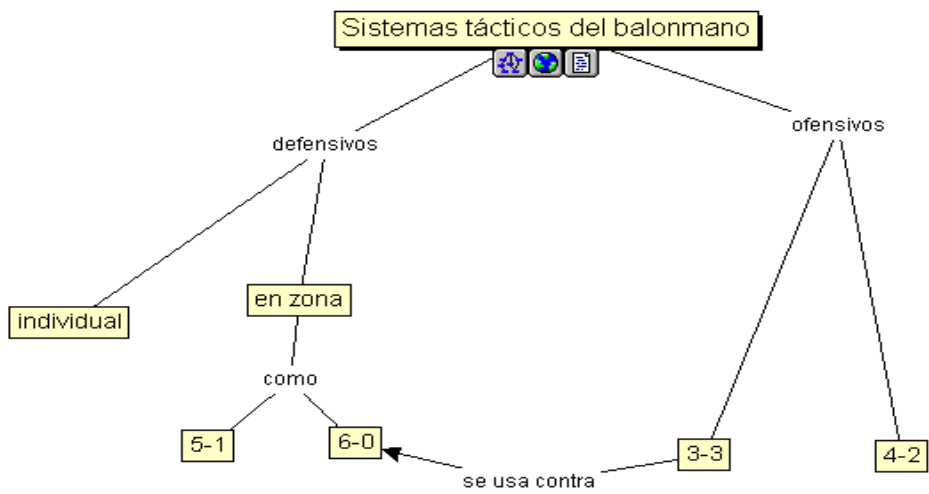 Sistemas tácticos del balonmano
ofensivos
defensivos
en zona
individual
como
5-1
6-0
3-3
4-2
se usa contra